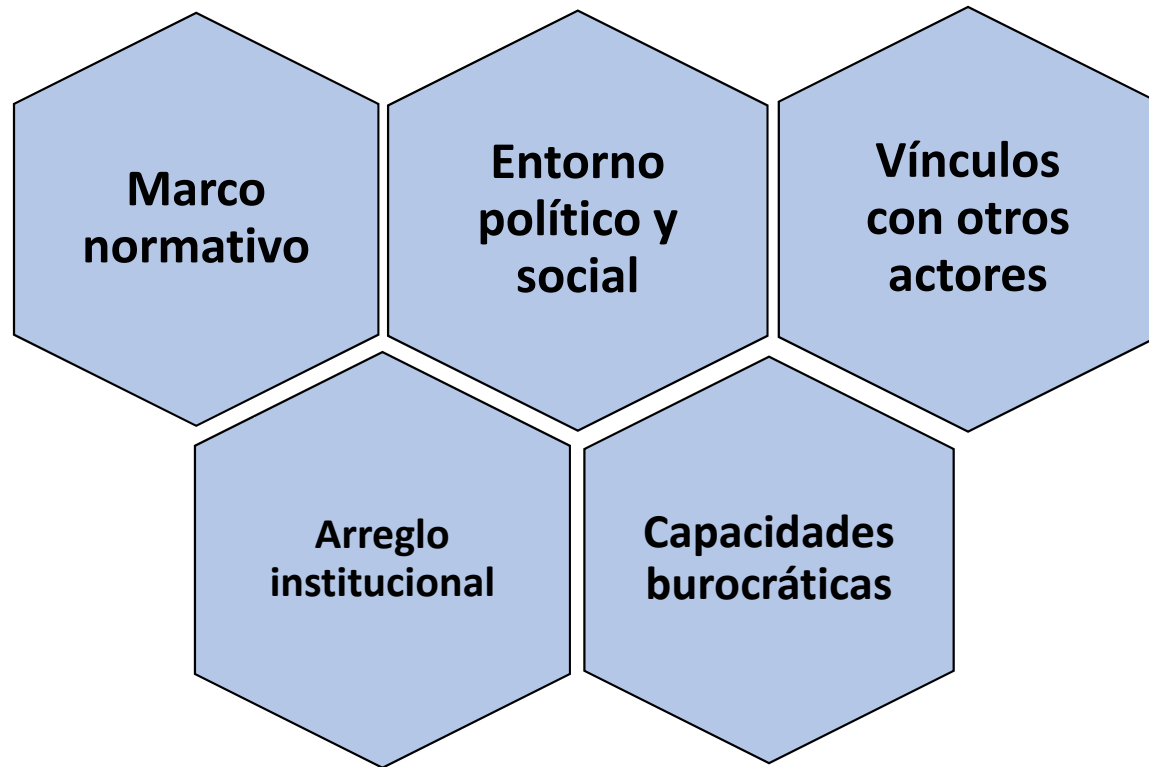 Marco
normativo
Entorno
político y
social
Vínculos
con otros
actores
Arreglo
institucional
Capacidades
burocráticas